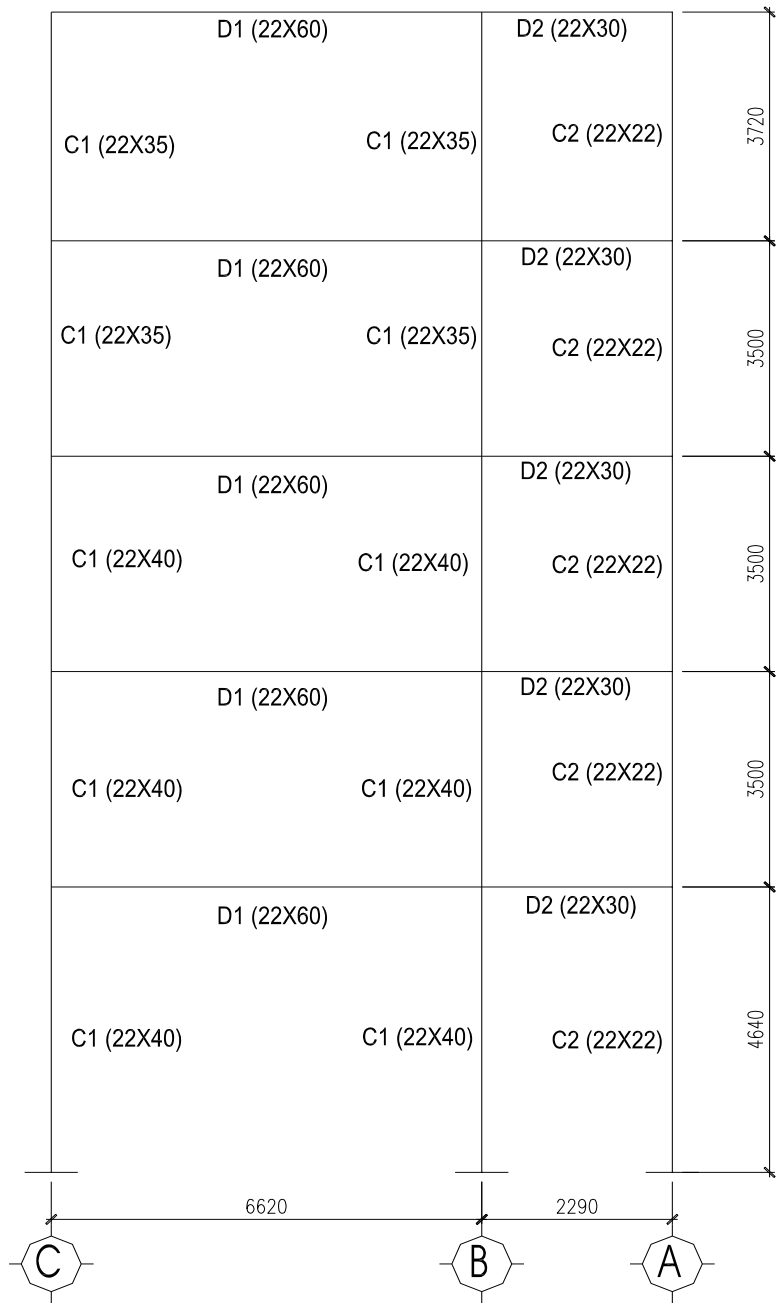 D1 (22X60) D2 (22X30)
3720
C1 (22X35) C1 (22X35) C2 (22X22)
D1 (22X60) D2 (22X30)
C1 (22X35) C1 (22X35) C2 (22X22)
3500
D1 (22X60) D2 (22X30)
C1 (22X40) C1 (22X40) C2 (22X22)
3500
D1 (22X60) D2 (22X30)
C1 (22X40) C1 (22X40) C2 (22X22)
3500
D1 (22X60) D2 (22X30)
C1 (22X40) C1 (22X40) C2 (22X22)
4640
6620 2290
C B A